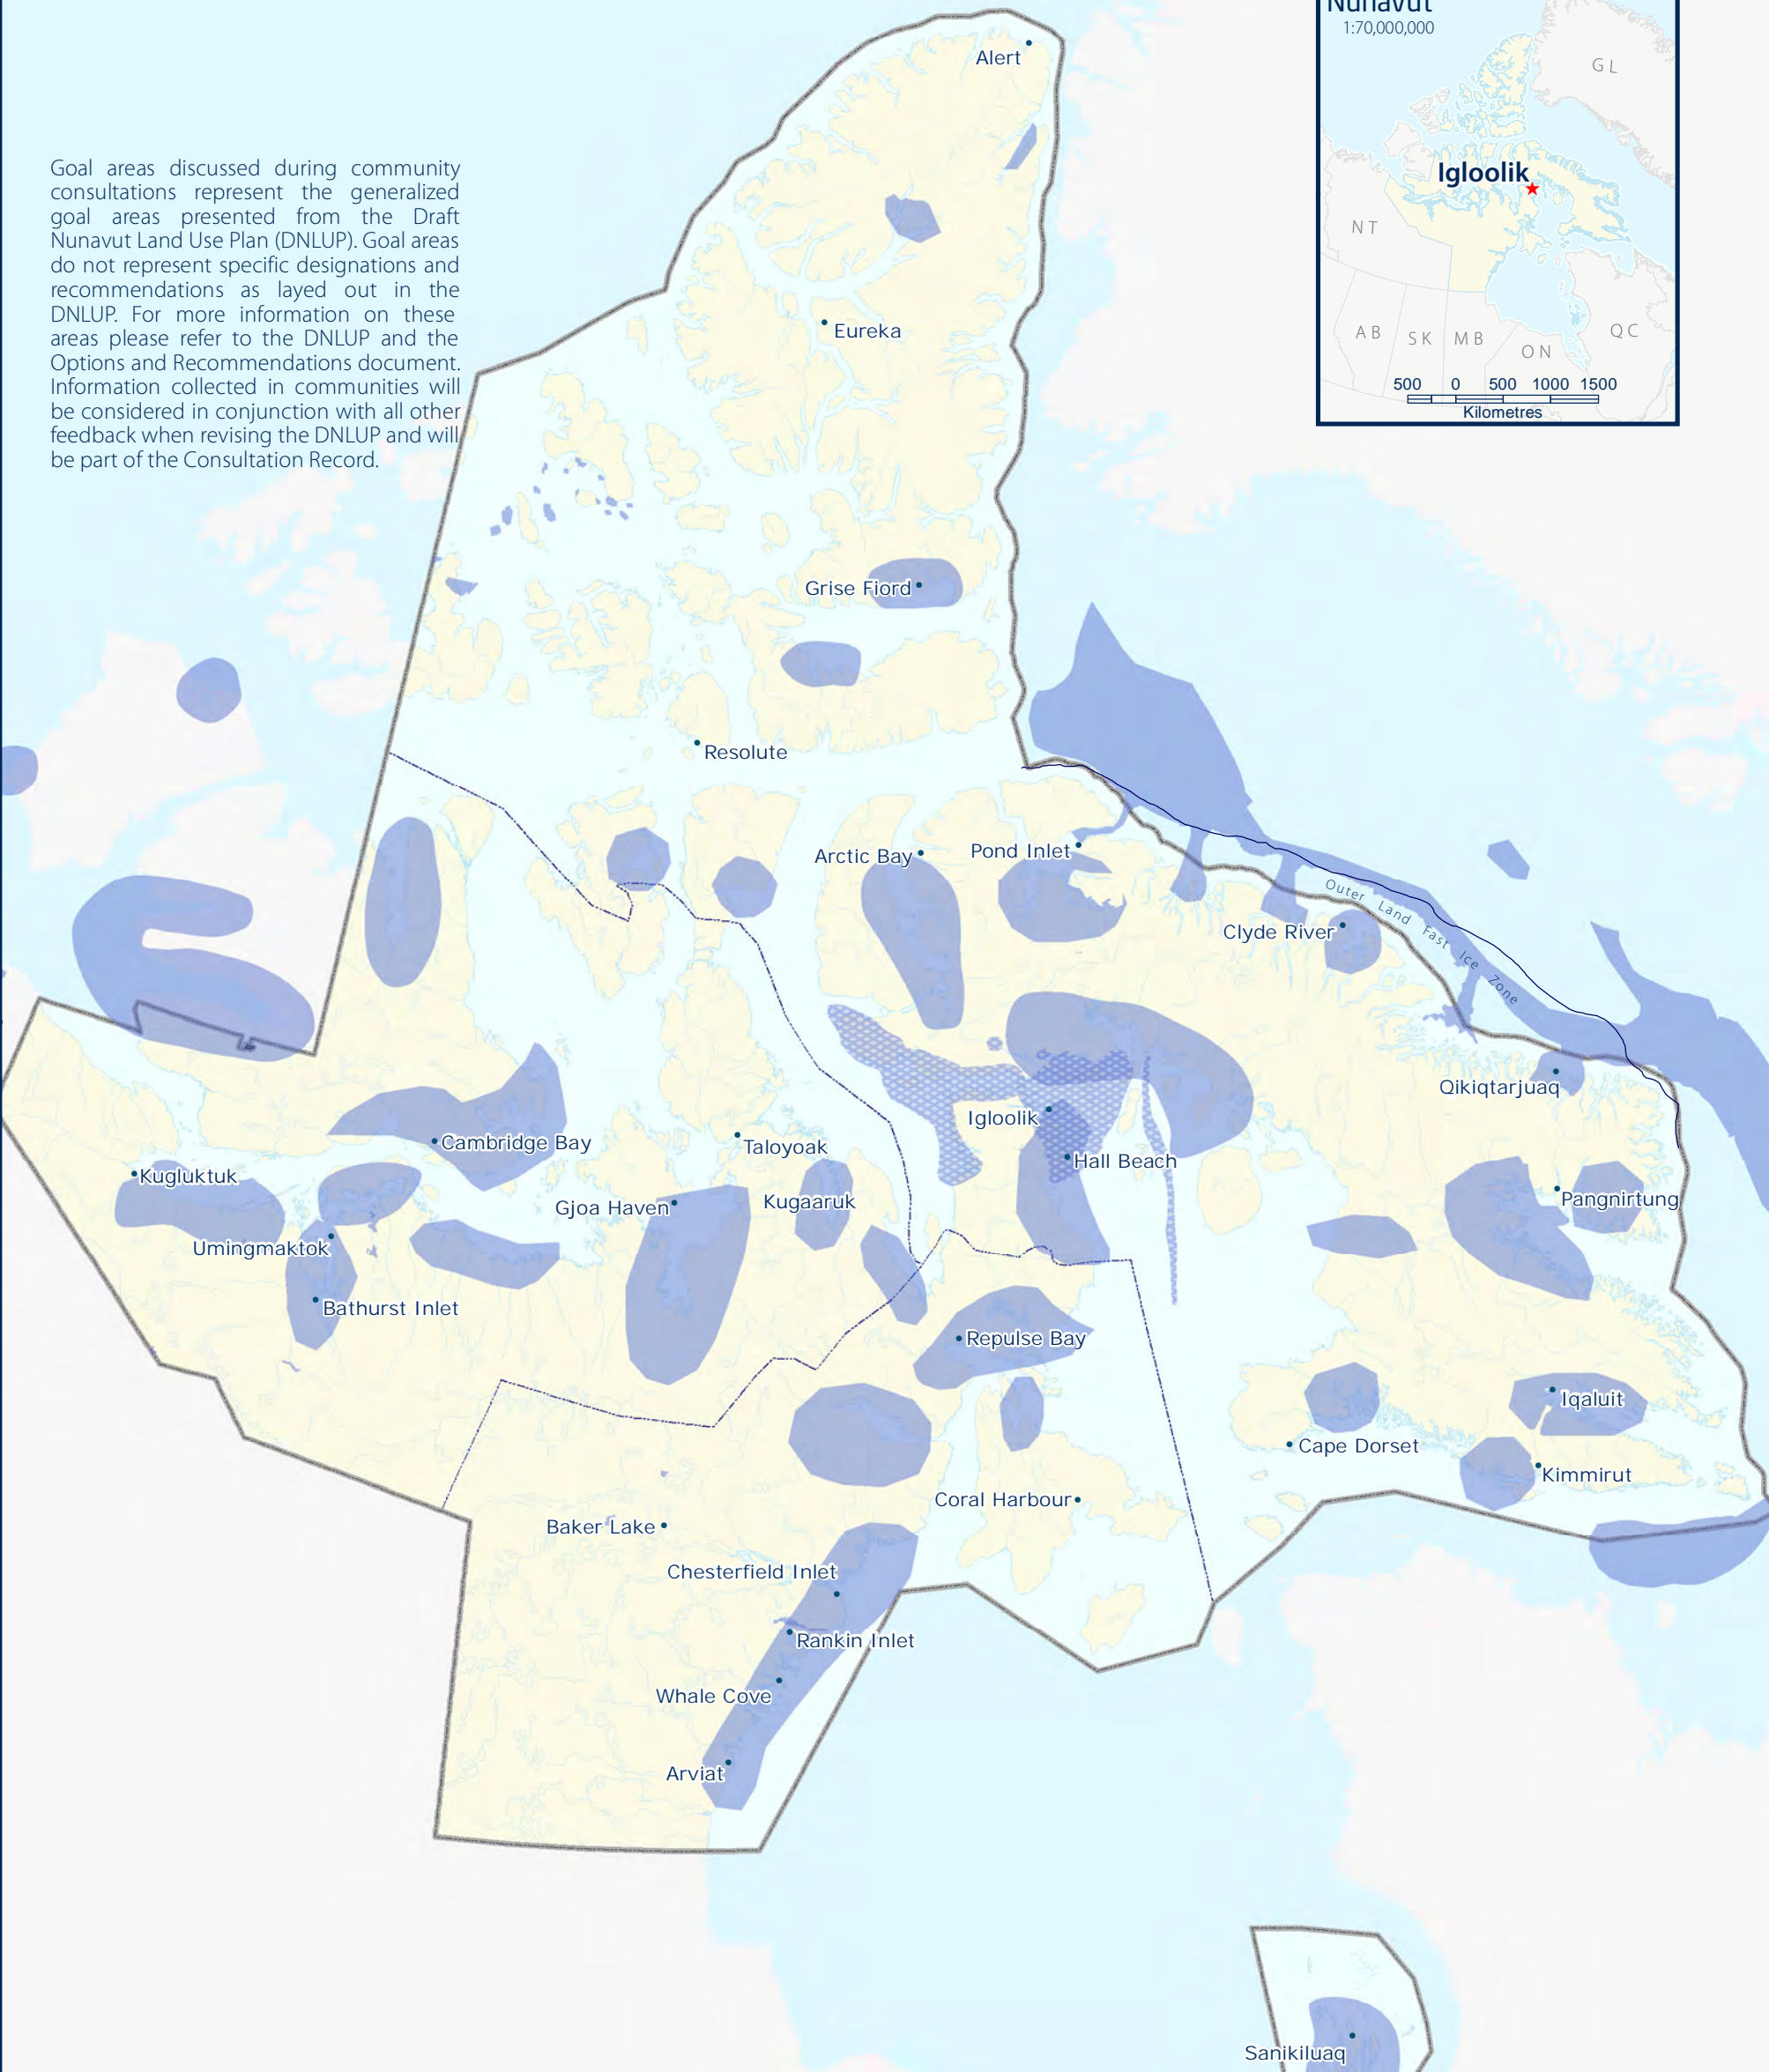 Nunavut
1:70,000,000
GL
Igloolik
NT
AB
SK
MB
ON
QC
500 0 500 1000 1500
Kilometres
Goal areas discussed during community
consultations represent the generalized
goal areas presented from the Draft
Nunavut Land Use Plan (DNLUP). Goal areas
do not represent specific designations and
recommendations as layed out in the
DNLUP. For more information on these
areas please refer to the DNLUP and the
Options and Recommendations document.
Information collected in communities will
be considered in conjunction with all other
feedback when revising the DNLUP and will
be part of the Consultation Record.
Alert
Eureka
Grise Fiord
Resolute
Arctic Bay
Pond Inlet
Outer Land Fast Ice Zone
Clyde River
Qikiqtarjuaq
Igloolik
Cambridge Bay
Taloyoak
Hall Beach
Kugluktuk
Gjoa Haven
Kugaaruk
Pangnirtung
Umingmaktok
Bathurst Inlet
Repulse Bay
Iqaluit
Cape Dorset
Kimmirut
Coral Harbour
Baker Lake
Chesterfield Inlet
Rankin Inlet
Whale Cove
Arviat
Sanikiluaq